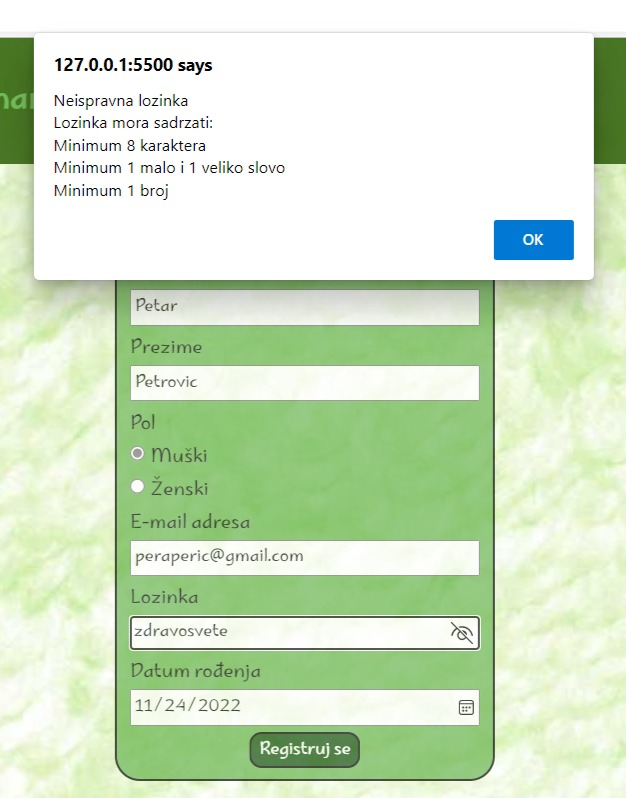 127.0.0.1:5500 says
Neispravna lozinka
Lozinka mora sadrzati:
Minimum 8 karaktera
Minimum 1 malo i 1 veliko slovo
Minimum 1 broj
OK
Petar
Prezime
Petrovic
Pol
Muški
Ženski
E-mail adresa
peraperic@gmail.com
Lozinka
zdravosvete
Datum rođenja
11/24/2022
Registruj se